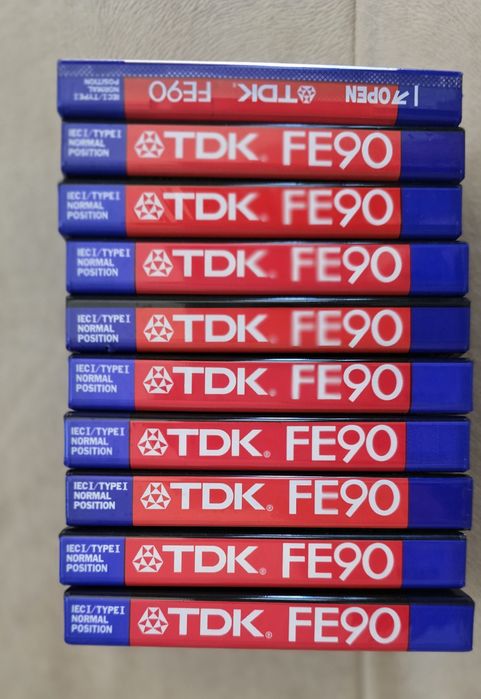 OPEN TDK FE90 IECI/TYPEI
NORMAL
POSITION
IECI/TYPEI
NORMAL
POSITION
TDK FE90
IECI/TYPEI
NORMAL
POSITION
TDK FE90
IECI/TYPEI
NORMAL
POSITION
TDK FE90
IECI/TYPEI
NORMAL
POSITION
TDK FE90
IECI/TYPEI
NORMAL
POSITION
TDK FE90
IECI/TYPEI
NORMAL
POSITION
TDK FE90
IECI/TYPEI
NORMAL
POSITION
TDK FE90
IECI/TYPEI
NORMAL
POSITION
TDK FE90
IECI/TYPEI
NORMAL
POSITION
TDK FE90